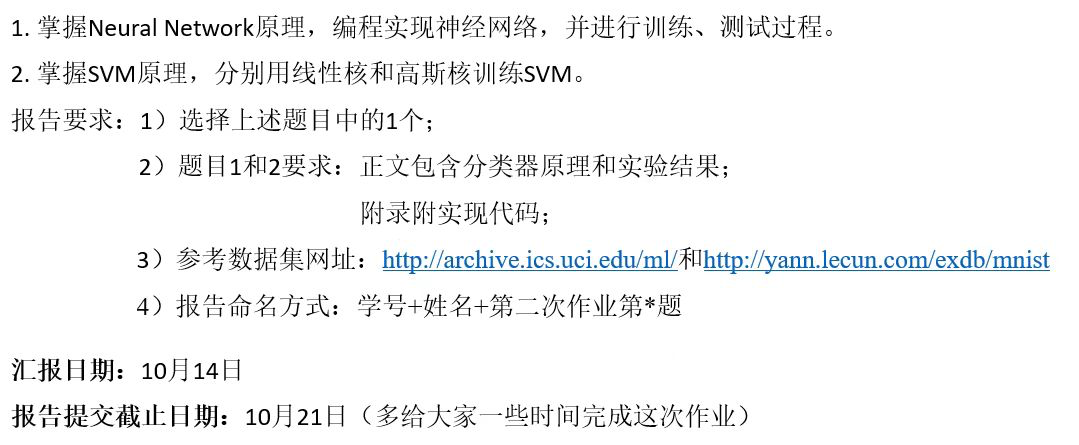 1. 掌握Neural Network原理，编程实现神经网络，并进行训练、测试过程。
2. 掌握SVM原理，分别用线性核和高斯核训练SVM。
报告要求：1）选择上述题目中的1个；
2）题目1和2要求：正文包含分类器原理和实验结果；
附录附实现代码；
3）参考数据集网址：http://archive.ics.uci.edu/ml/和http://yann.lecun.com/exdb/mnist
4）报告命名方式：学号+姓名+第二次作业第*题
汇报日期：10月14日
报告提交截止日期：10月21日（多给大家一些时间完成这次作业）